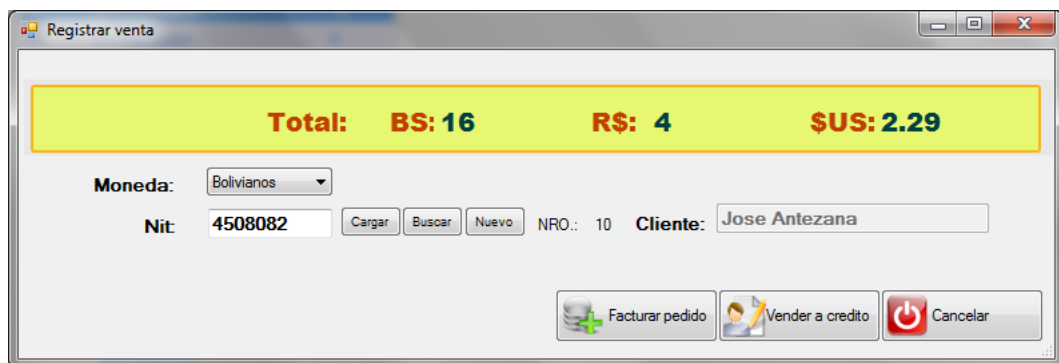 Registrar venta
Total: BS: 16 R$: 4 $US: 2.29
Moneda: Bolivianos
Nit: 4508082 Cargar Buscar Nuevo NRO.: 10 Cliente: Jose Antezana
Facturar pedido Vender a credito Cancelar